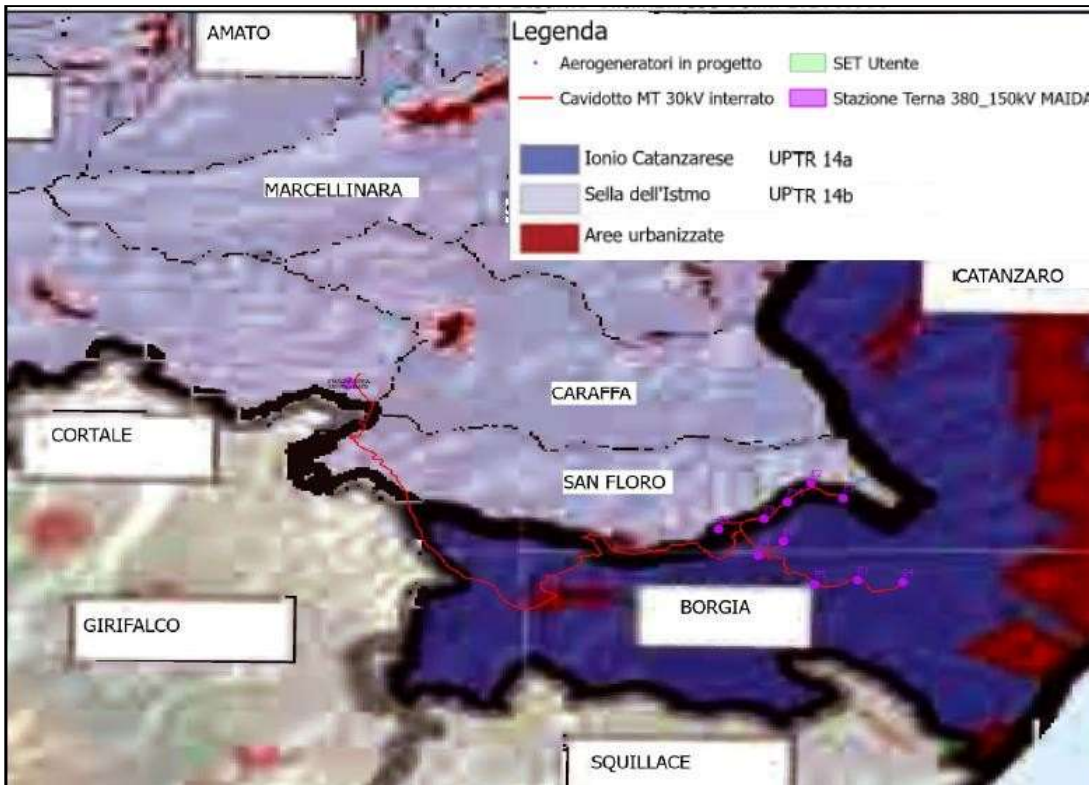 AMATO
Legenda
Aerogeneratori in progetto
SET Utente
Cavidotto MT 30kV interrato
Stazione Terna 380_150kV MAIDA
Ionio Catanzarese UPTR 14a
Sella dell'Istmo UPTR 14b
Aree urbanizzate
MARCELLINARA
CATANZARO
CARAFFA
CORTALE
SAN FLORO
BORGIA
GIRIFALCO
SQUILLACE